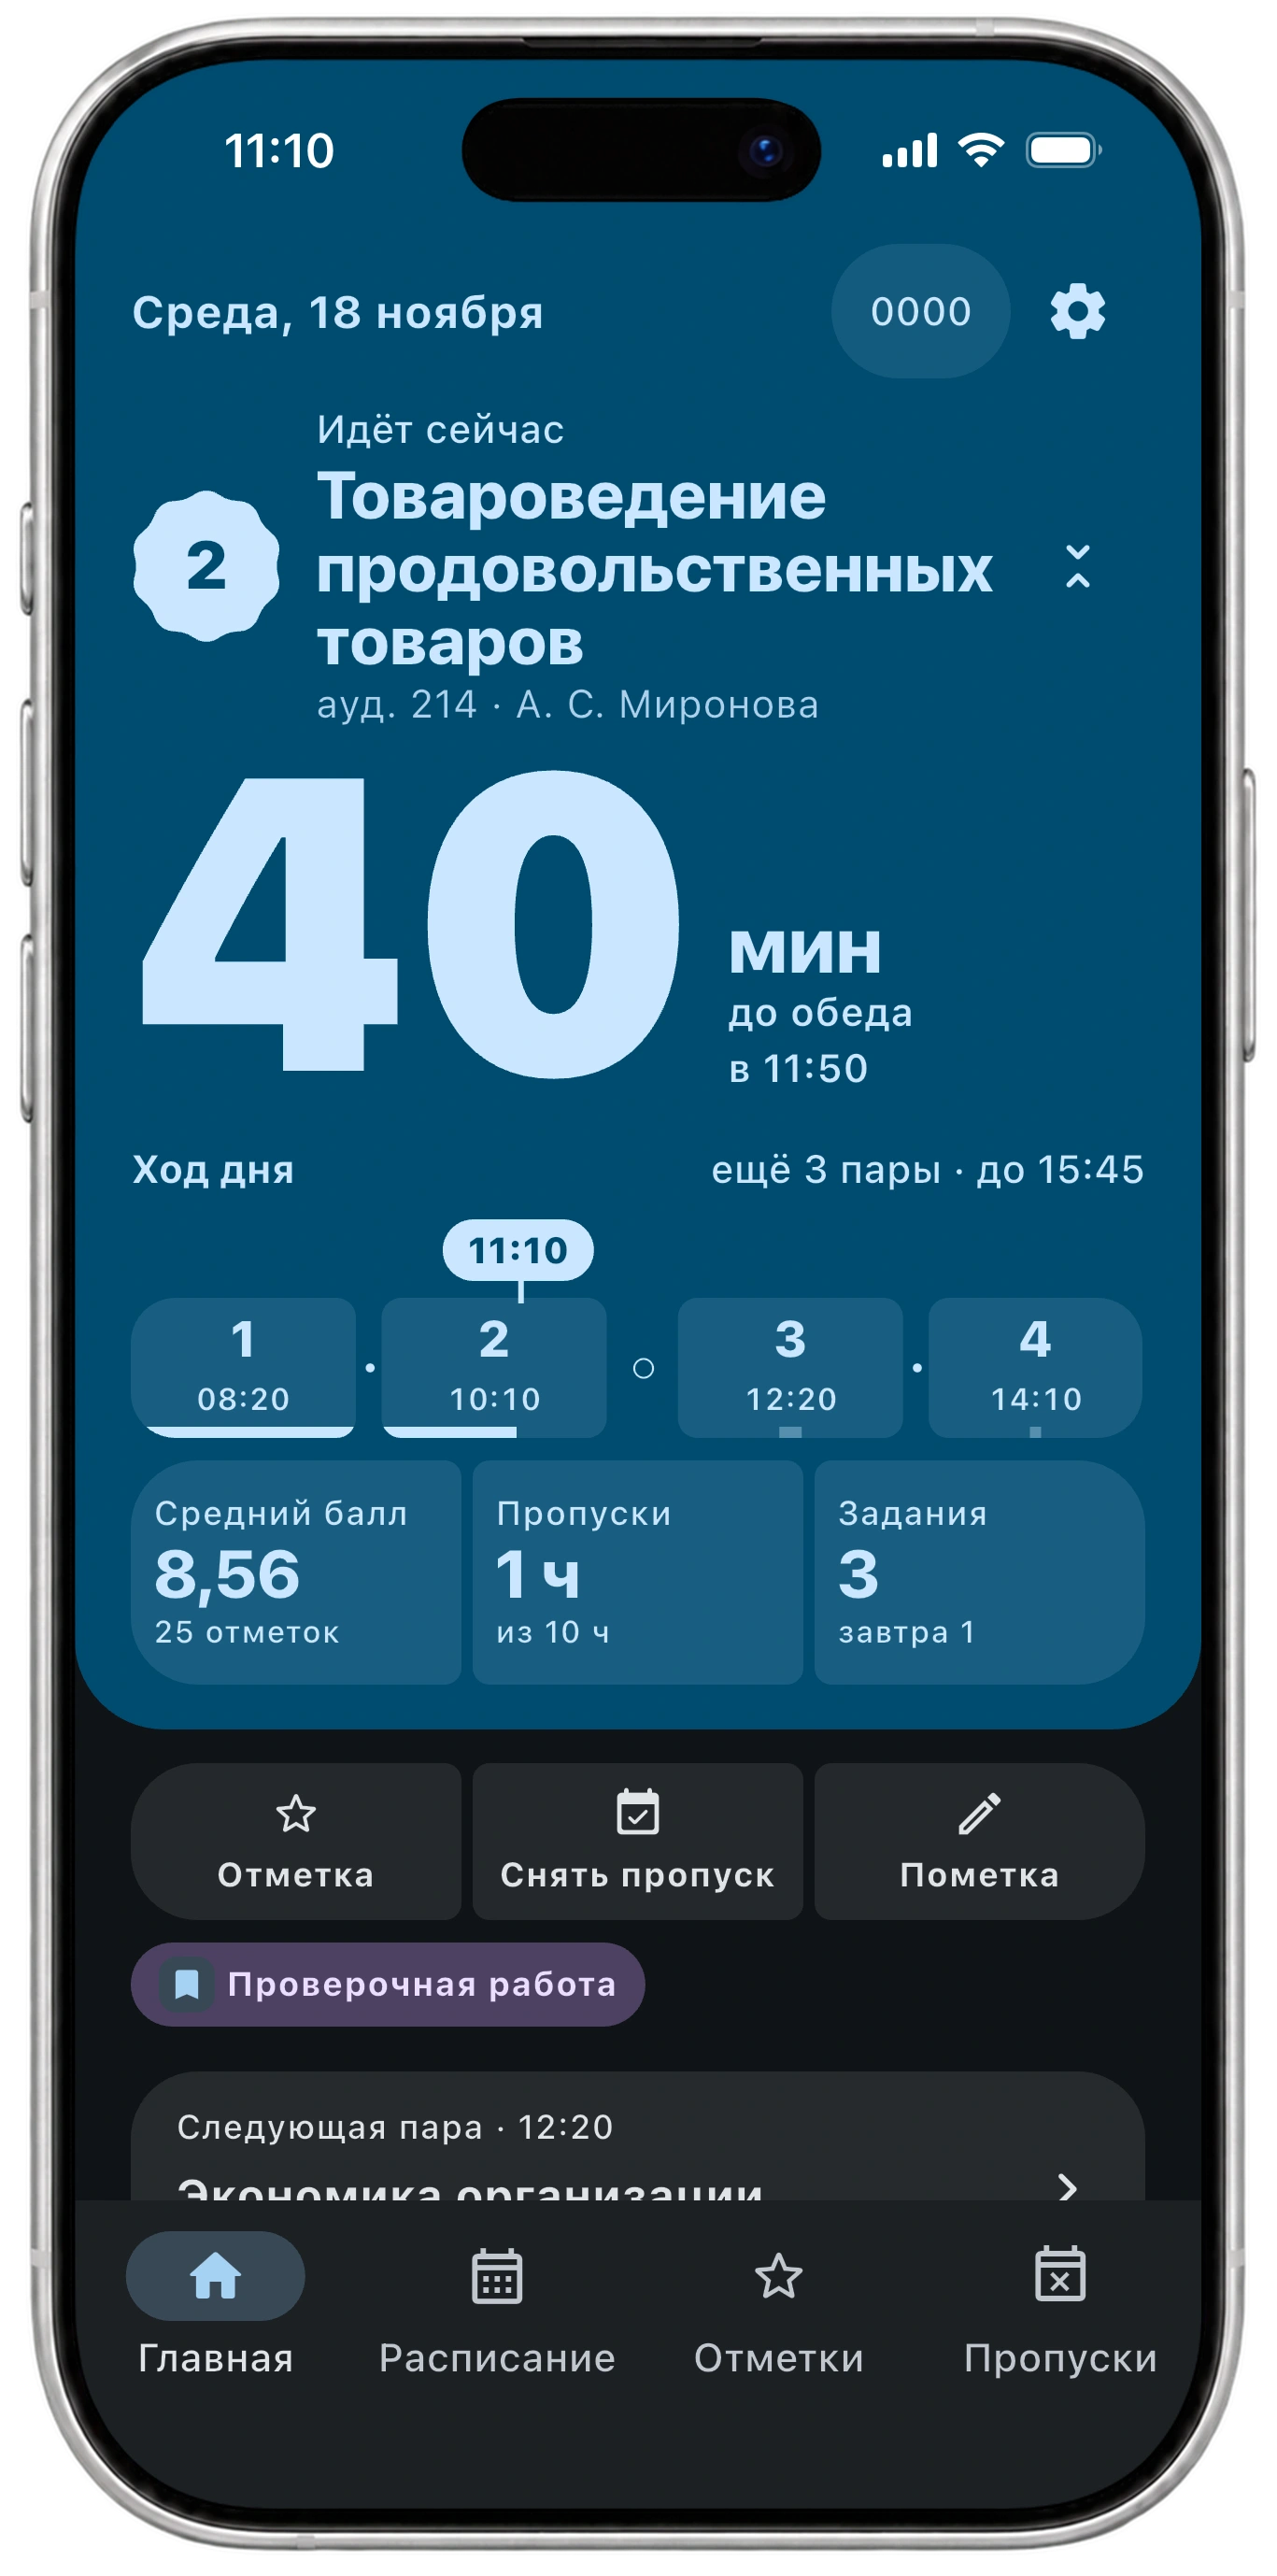 11:10
Среда, 18 ноября
0000
Идёт сейчас
2
Товароведение
продовольственных
товаров
ауд. 214 · А. С. Миронова
40
мин
до обеда
в 11:50
Ход дня
ещё 3 пары · до 15:45
11:10
1
2
3
4
08:20
10:10
12:20
14:10
Средний балл
Пропуски
Задания
8,56
1 ч
3
25 отметок
из 10 ч
завтра 1
Отметка
Снять пропуск
Пометка
Проверочная работа
Следующая пара · 12:20
Экономика организации
Главная
Расписание
Отметки
Пропуски